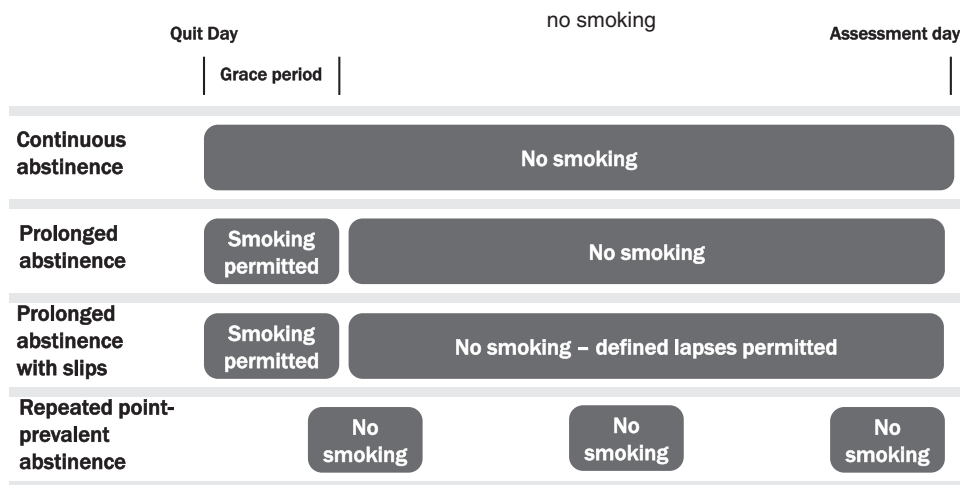 no smoking
Quit Day
Assessment day
Grace period
Continuous
abstinence
No smoking
Prolonged
abstinence
Smoking
permitted
No smoking
Prolonged
abstinence
with slips
Smoking
permitted
No smoking – defined lapses permitted
Repeated point-
prevalent
abstinence
No
smoking
No
smoking
No
smoking